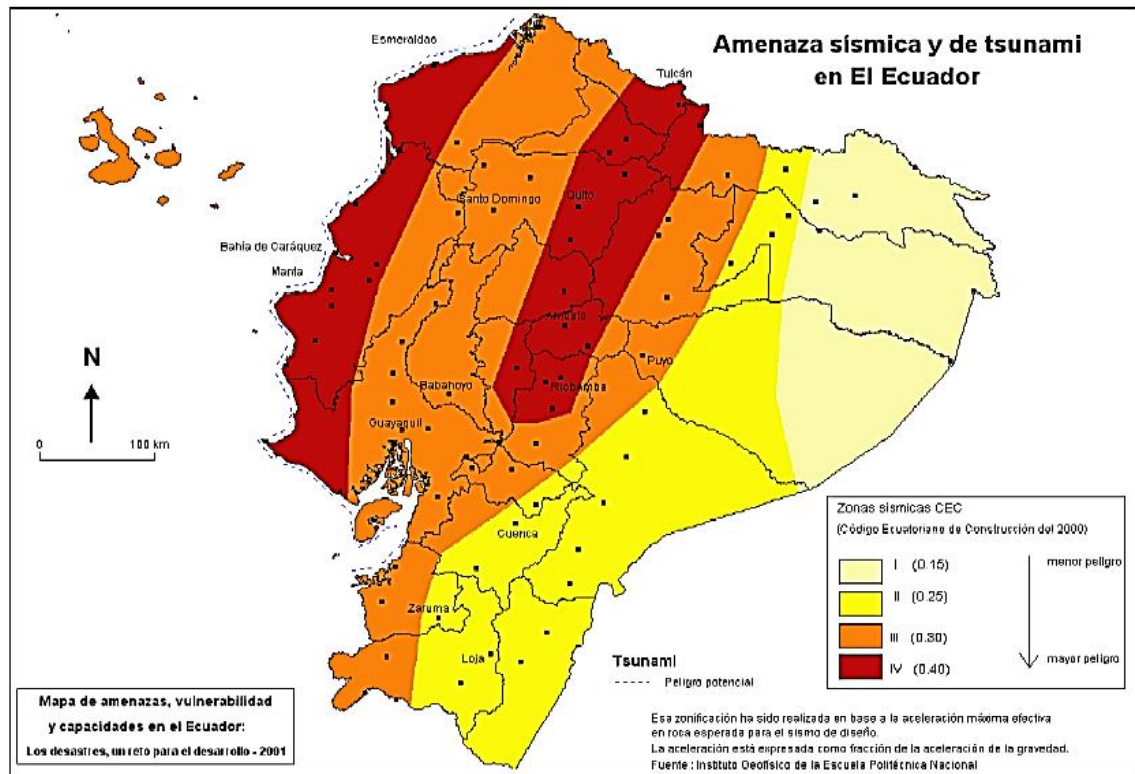 Amenaza sísmica y de tsunami
en El Ecuador
Esmeraldas
Tulcán
Santo Domingo
Quito
Bahía de Caráquez
Manta
Ambato
Puyo
Riobamba
Babahoyo
Guayaquil
Cuenca
Zaruma
Loja
N
0 100 km
Zonas sísmicas CEC
(Código Ecuatoriano de Construcción del 2000)
I (0.15) menor peligro
II (0.25)
III (0.30)
IV (0.40) mayor peligro
Tsunami
Peligro potencial
Mapa de amenazas, vulnerabilidad
y capacidades en el Ecuador:
Los desastres, un reto para el desarrollo - 2001
Esa zonificación ha sido realizada en base a la aceleración máxima efectiva
en roca esperada para el sismo de diseño.
La aceleración está expresada como fracción de la aceleración de la gravedad.
Fuente : Instituto Geofísico de la Escuela Politécnica Nacional